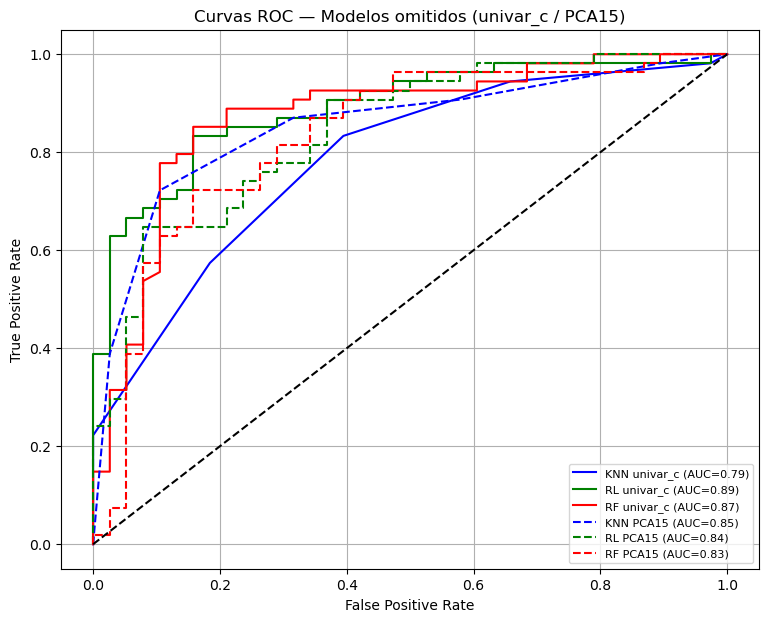 Curvas ROC — Modelos omitidos (univar_c / PCA15)
True Positive Rate
1.0
0.8
0.6
0.4
0.2
0.0
0.0 0.2 0.4 0.6 0.8 1.0
False Positive Rate
KNN univar_c (AUC=0.79)
RL univar_c (AUC=0.89)
RF univar_c (AUC=0.87)
KNN PCA15 (AUC=0.85)
RL PCA15 (AUC=0.84)
RF PCA15 (AUC=0.83)